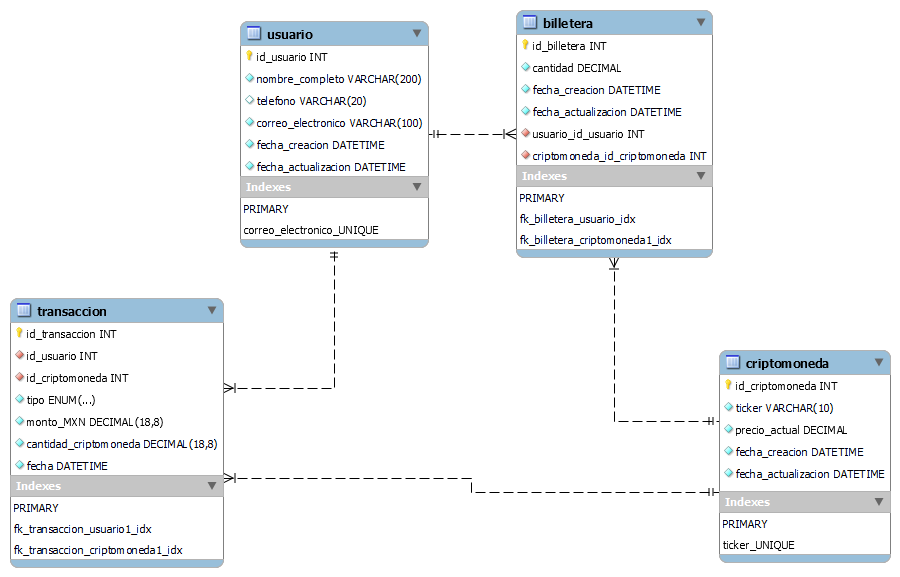 usuario
id_usuario INT
nombre_completo VARCHAR(200)
telefono VARCHAR(20)
correo_electronico VARCHAR(100)
fecha_creacion DATETIME
fecha_actualizacion DATETIME
Indexes
PRIMARY
correo_electronico_UNIQUE
billetera
id_billetera INT
cantidad DECIMAL
fecha_creacion DATETIME
fecha_actualizacion DATETIME
usuario_id_usuario INT
criptomoneda_id_criptomoneda INT
Indexes
PRIMARY
fk_billetera_usuario_idx
fk_billetera_criptomoneda1_idx
transaccion
id_transaccion INT
id_usuario INT
id_criptomoneda INT
tipo ENUM(...)
monto_MXN DECIMAL(18,8)
cantidad_criptomoneda DECIMAL(18,8)
fecha DATETIME
Indexes
PRIMARY
fk_transaccion_usuario1_idx
fk_transaccion_criptomoneda1_idx
criptomoneda
id_criptomoneda INT
ticker VARCHAR(10)
precio_actual DECIMAL
fecha_creacion DATETIME
fecha_actualizacion DATETIME
Indexes
PRIMARY
ticker_UNIQUE